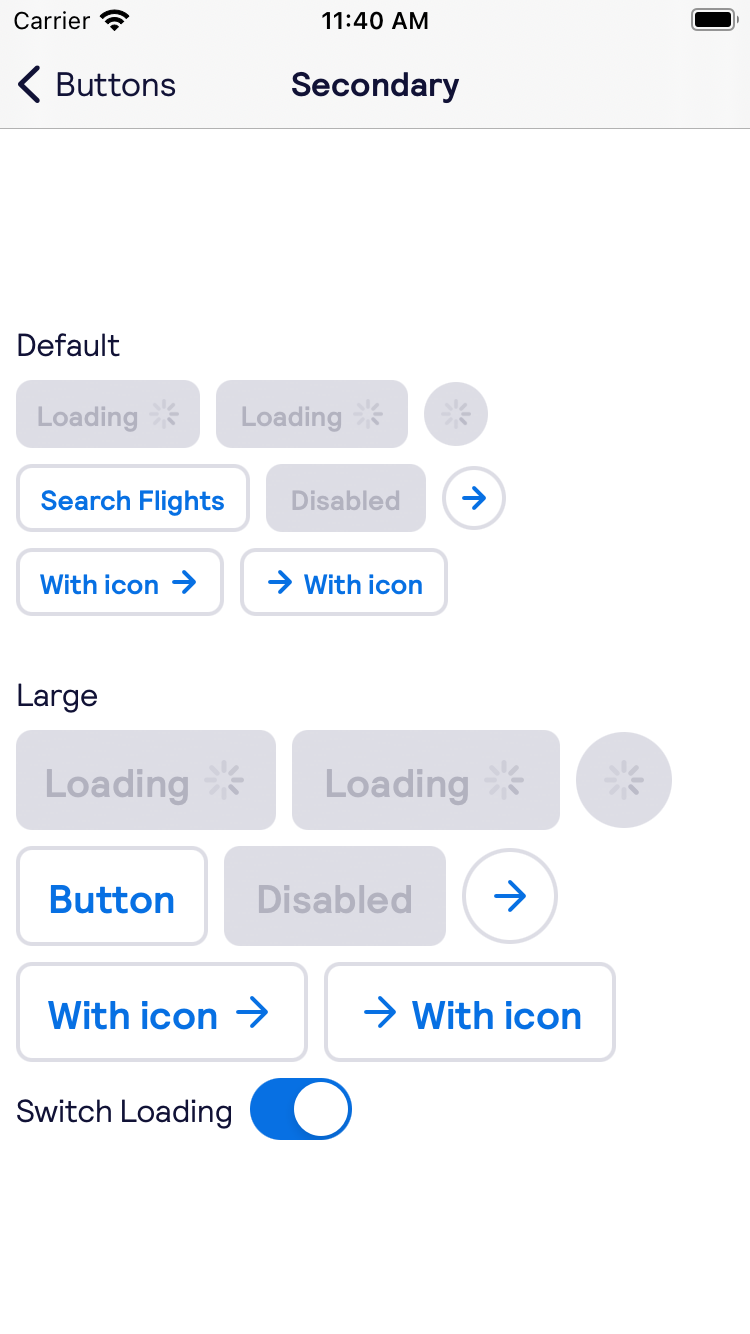 Carrier 11:40 AM
Buttons Secondary
Default
Loading Loading
Search Flights Disabled
With icon With icon
Large
Loading Loading
Button Disabled
With icon With icon
Switch Loading